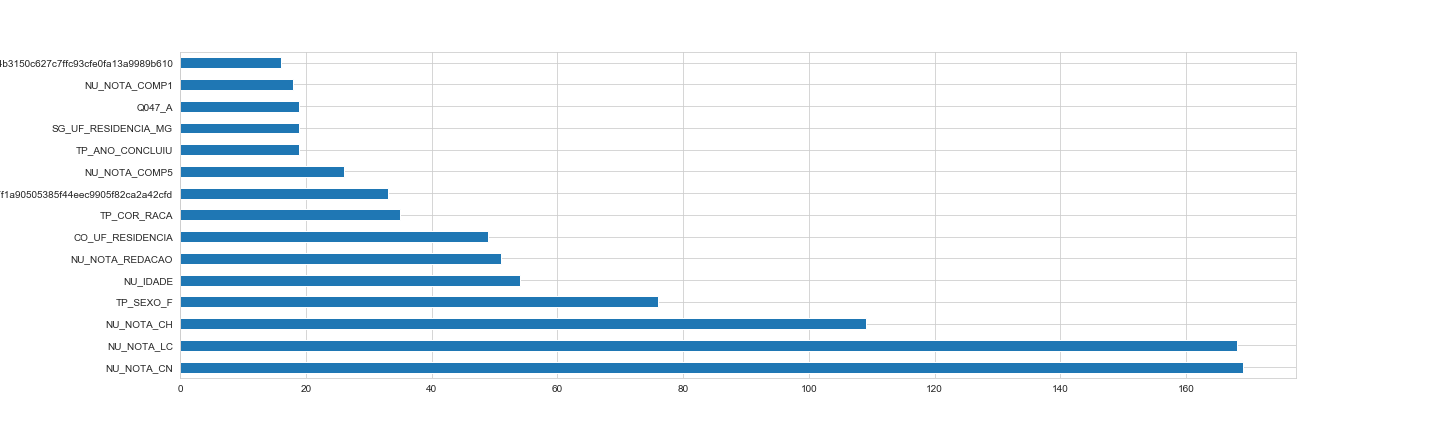 4b3150c627c7ffc93cfe0fa13a9989b610
NU_NOTA_COMP1
Q047_A
SG_UF_RESIDENCIA_MG
TP_ANO_CONCLUIU
NU_NOTA_COMP5
f1a90505385f44eec9905f82ca2a42cfd
TP_COR_RACA
CO_UF_RESIDENCIA
NU_NOTA_REDACAO
NU_IDADE
TP_SEXO_F
NU_NOTA_CH
NU_NOTA_LC
NU_NOTA_CN
0 20 40 60 80 100 120 140 160